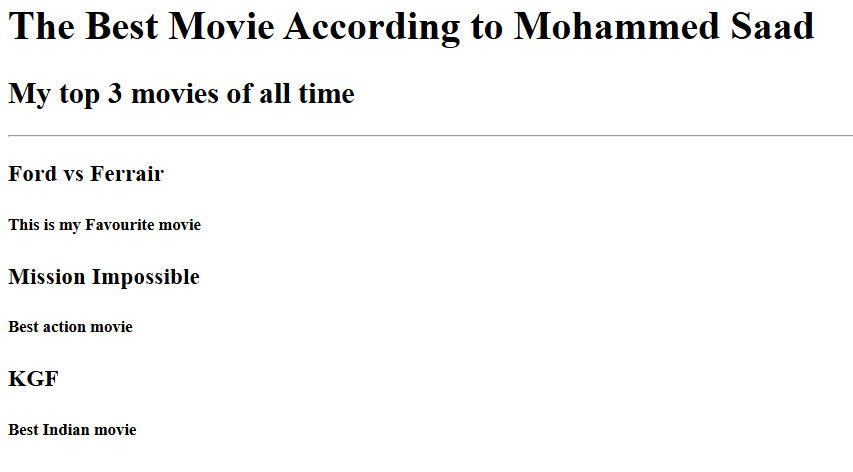 The Best Movie According to Mohammed Saad
My top 3 movies of all time
Ford vs Ferrair
This is my Favourite movie
Mission Impossible
Best action movie
KGF
Best Indian movie